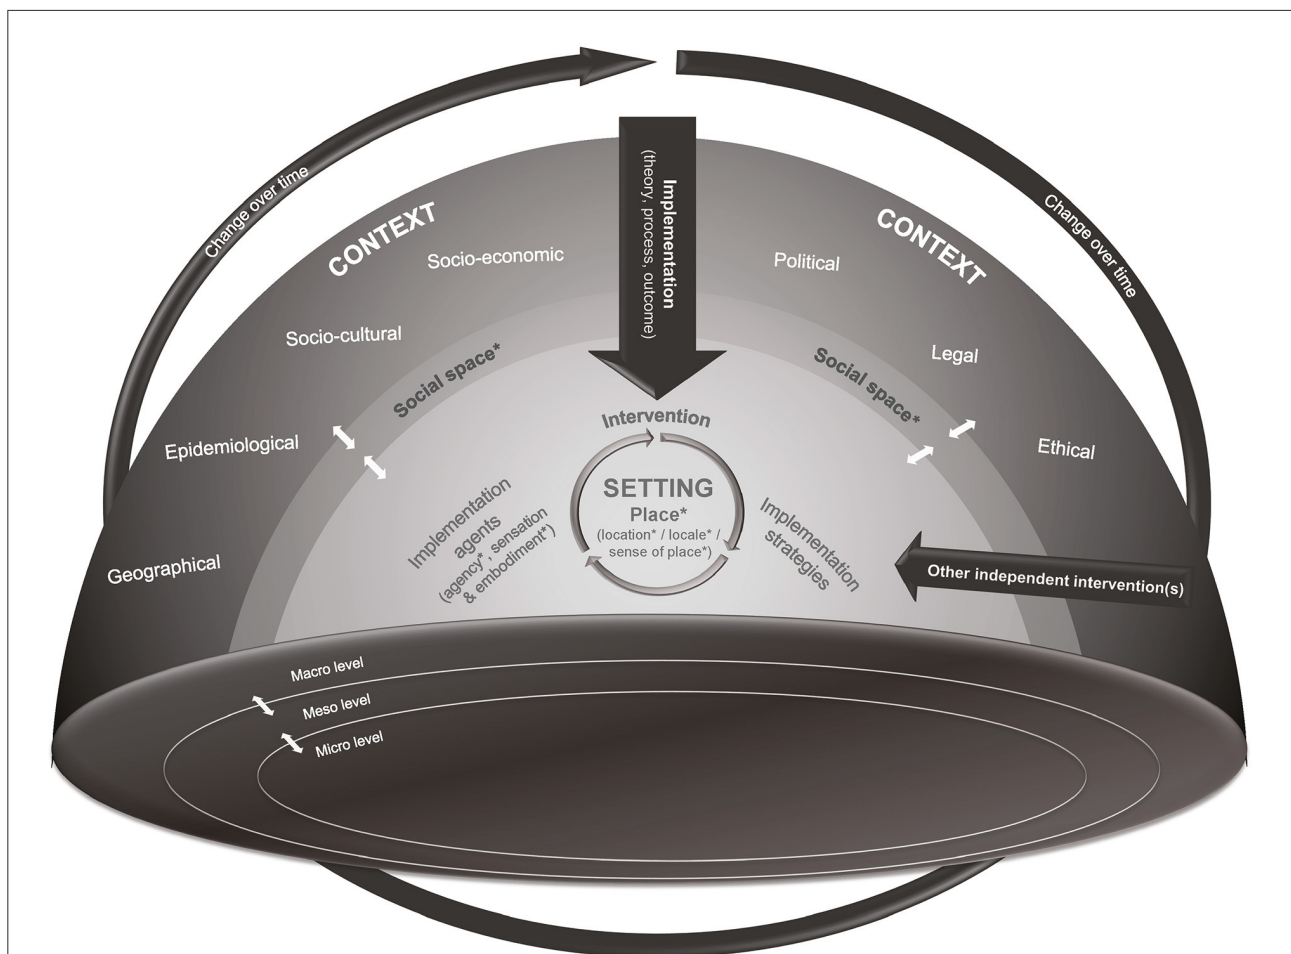 Change over time
Change over time
CONTEXT
CONTEXT
Implementation
(theory, process, outcome)
Socio-economic
Political
Socio-cultural
Legal
Social space*
Social space*
Epidemiological
Ethical
Geographical
Intervention
SETTING
Place*
(location* / locale* /
sense of place*)
Implementation
agents
(agency*, sensation
& embodiment*)
Implementation
strategies
Other independent intervention(s)
Macro level
Meso level
Micro level